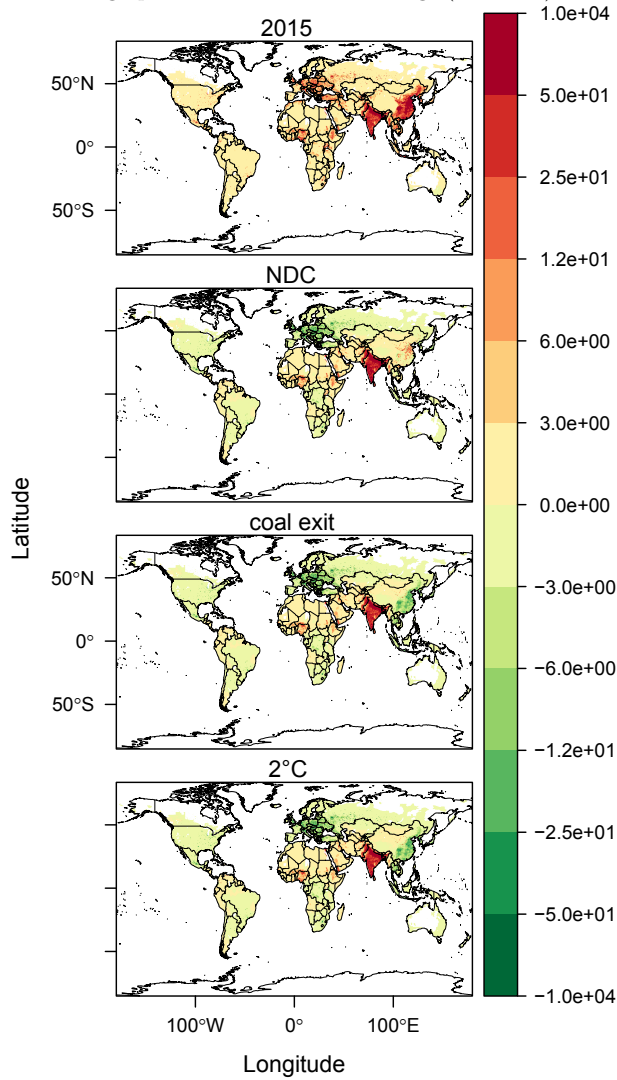 2015
50°N
0°
50°S
NDC
coal exit
50°N
0°
50°S
2°C
100°W
0°
100°E
Latitude
Longitude
1.0e+04
5.0e+01
2.5e+01
1.2e+01
6.0e+00
3.0e+00
0.0e+00
−3.0e+00
−6.0e+00
−1.2e+01
−2.5e+01
−5.0e+01
−1.0e+04